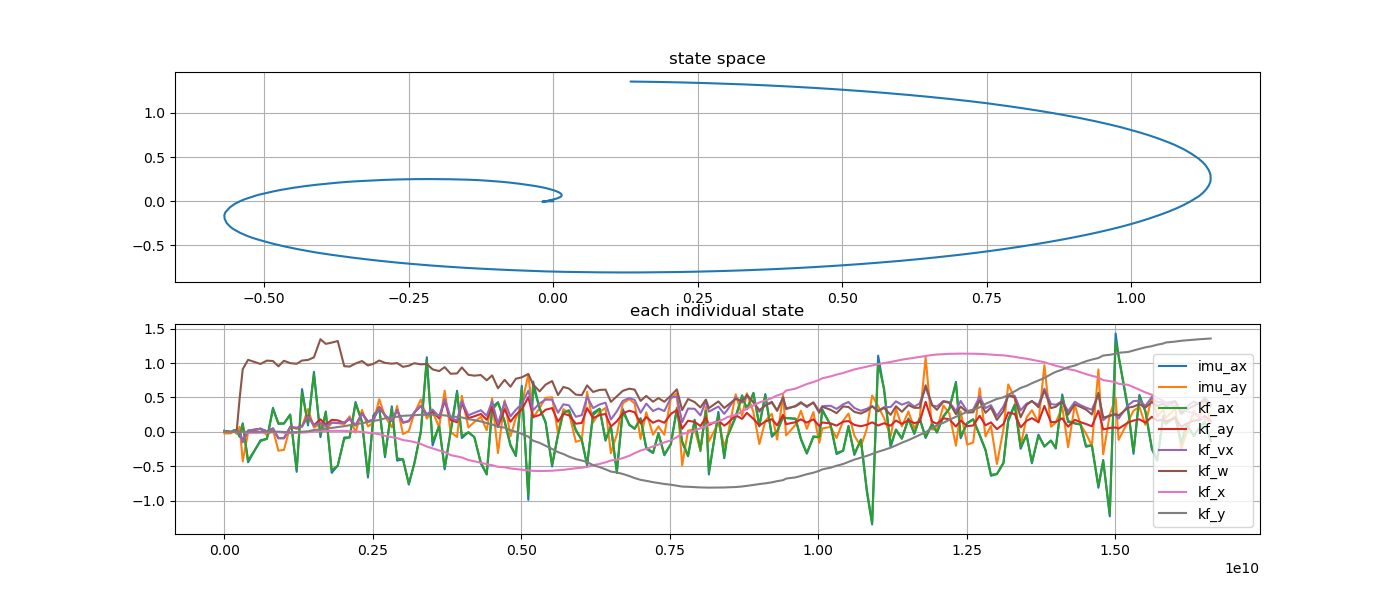 state space
1.0
0.5
0.0
−0.5
−0.50 −0.25 0.00 0.25 0.50 0.75 1.00
each individual state
1.5
1.0
0.5
0.0
−0.5
−1.0
imu_ax
imu_ay
kf_ax
kf_ay
kf_vx
kf_w
kf_x
kf_y
0.00 0.25 0.50 0.75 1.00 1.25 1.50
1e10